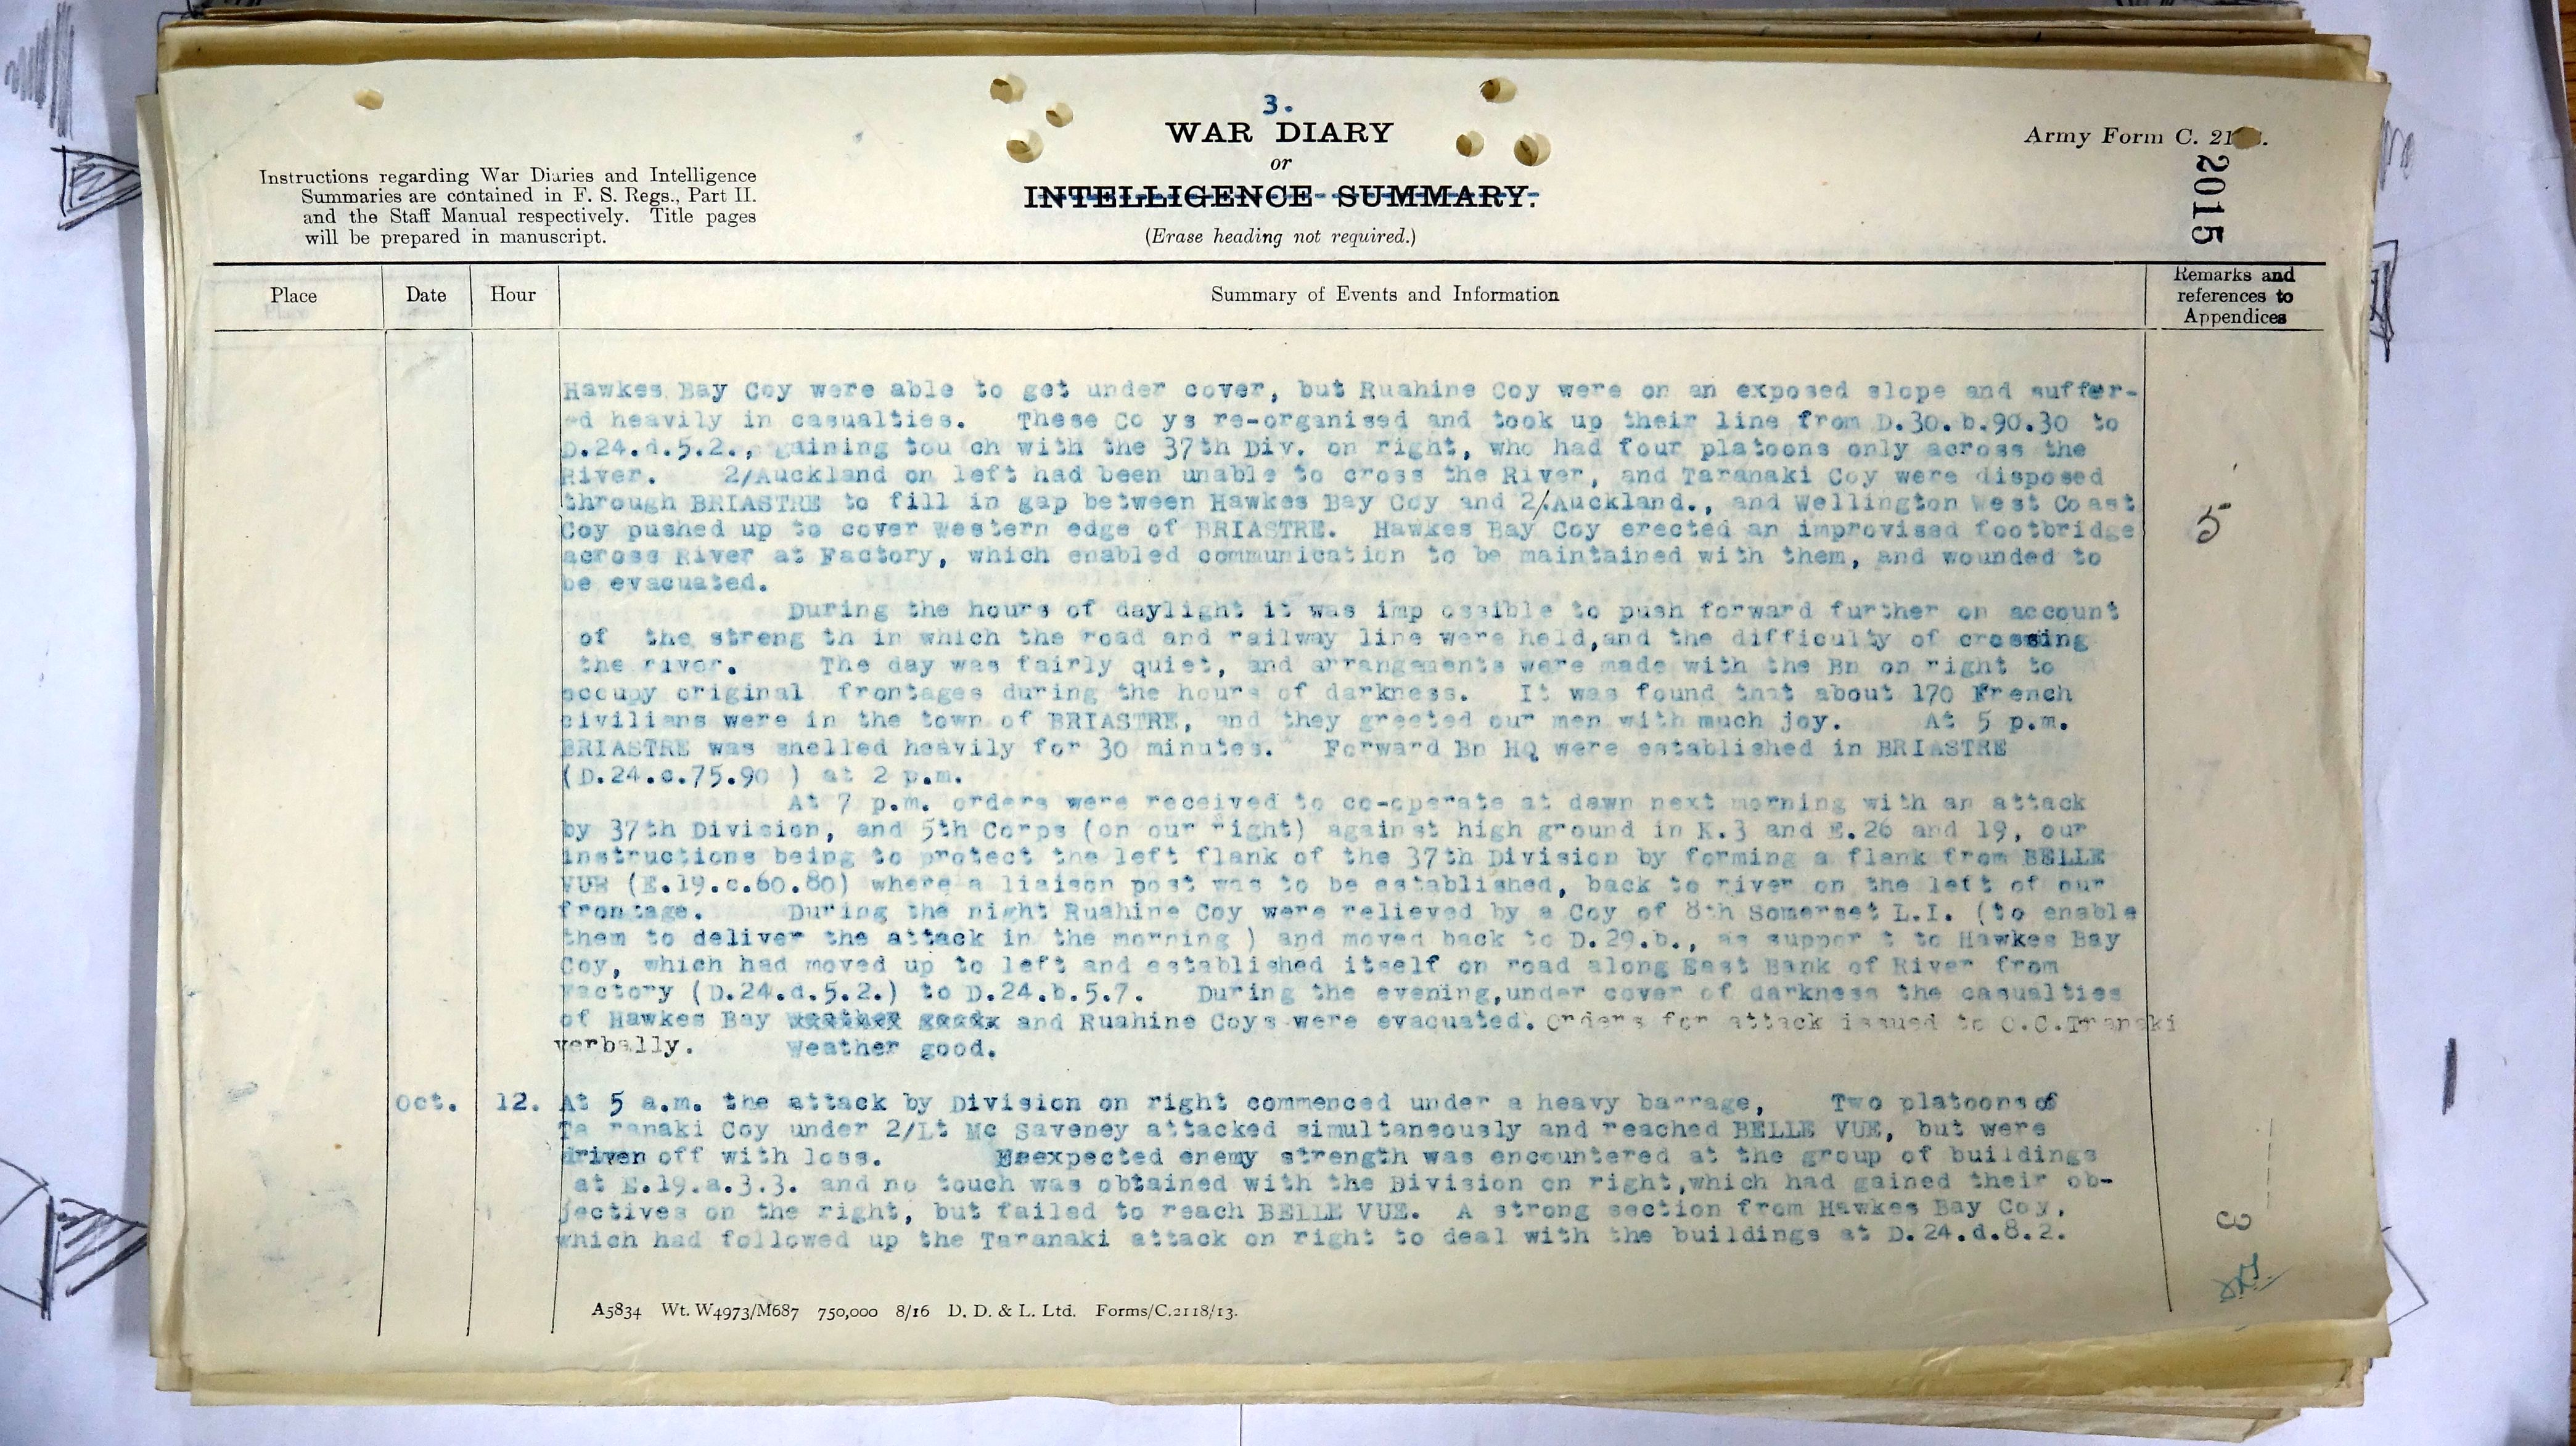 3.
WAR DIARY
or
INTELLIGENCE SUMMARY.
(Erase heading not required.)
Army Form C. 21
2015
Instructions regarding War Diaries and Intelligence
Summaries are contained in F. S. Regs., Part II.
and the Staff Manual respectively. Title pages
will be prepared in manuscript.
Place
Date
Hour
Summary of Events and Information
Remarks and
references to
Appendices
Hawkes Bay Coy were able to get under cover, but Ruahine Coy were on an exposed slope and suffer-
ed heavily in casualties. These Co ys re-organised and took up their line from D.30.b.90.30 to
D.24.d.5.2., gaining tou ch with the 37th Div. on right, who had four platoons only across the
River. 2/Auckland on left had been unable to cross the River, and Taranaki Coy were disposed
through BRIASTRE to fill in gap between Hawkes Bay Coy and 2/.Auckland., and Wellington West Coast
Coy pushed up to cover western edge of BRIASTRE. Hawkes Bay Coy erected an improvised footbridge
across River at Factory, which enabled communication to be maintained with them, and wounded to
be evacuated.
5
During the hours of daylight it was imp ossible to push forward further on account
of the streng th in which the road and railway line were held,and the difficulty of crossing
the river. The day was fairly quiet, and arrangements were made with the Bn on right to
occupy original frontages during the hours of darkness. It was found that about 170 French
civilians were in the town of BRIASTRE, and they greeted our men with much joy. At 5 p.m.
BRIASTRE was shelled heavily for 30 minutes. Forward Bn HQ were established in BRIASTRE
(D.24.c.75.90 ) at 2 p.m.
At 7 p.m. orders were received to co-operate at dawn next morning with an attack
by 37th Division, and 5th Corps (on our right) against high ground in K.3 and E.26 and 19, our
instructions being to protect the left flank of the 37th Division by forming a flank from BELLE
VUE (E.19.c.60.80) where a liaison post was to be established, back to river on the left of our
frontage. During the night Ruahine Coy were relieved by a Coy of 8th Somerset L.I. (to enable
them to deliver the attack in the morning ) and moved back to D.29.b., as suppor t to Hawkes Bay
Coy, which had moved up to left and established itself on road along East Bank of River from
Factory (D.24.d.5.2.) to D.24.b.5.7. During the evening,under cover of darkness the casualties
of Hawkes Bay and Ruahine Coys were evacuated. Orders for attack issued to O.C.Tranaki
verbally. Weather good.
Oct. 12. At 5 a.m. the attack by Division on right commenced under a heavy barrage, Two platoons of
Ta ranaki Coy under 2/Lt Mc Saveney attacked simultaneously and reached BELLE VUE, but were
driven off with loss. expected enemy strength was encountered at the group of buildings
at E.19.a.3.3. and no touch was obtained with the Division on right,which had gained their ob-
jectives on the right, but failed to reach BELLE VUE. A strong section from Hawkes Bay Coy,
which had followed up the Taranaki attack on right to deal with the buildings at D.24.d.8.2.
3
A5834 Wt. W4973/M687 750,000 8/16 D. D. & L. Ltd. Forms/C.2118/13.